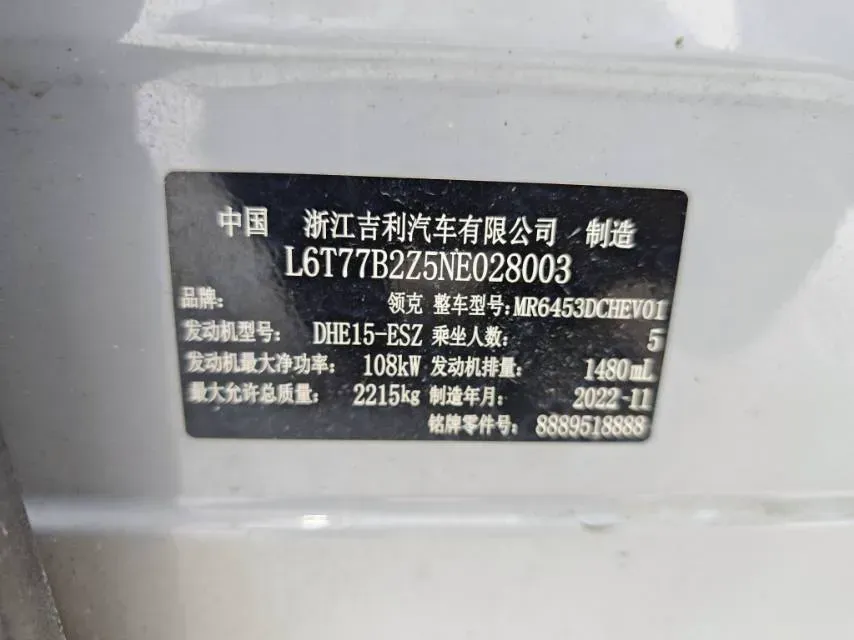 中国 浙江吉利汽车有限公司 制造
L6T77B2Z5NE028003
品牌: 领克 整车型号:MR6453DCHEV01
发动机型号: DHE15-ESZ 乘坐人数: 5
发动机最大净功率: 108kW 发动机排量: 1480mL
最大允许总质量: 2215kg 制造年月: 2022-11
铭牌零件号: 8889518888